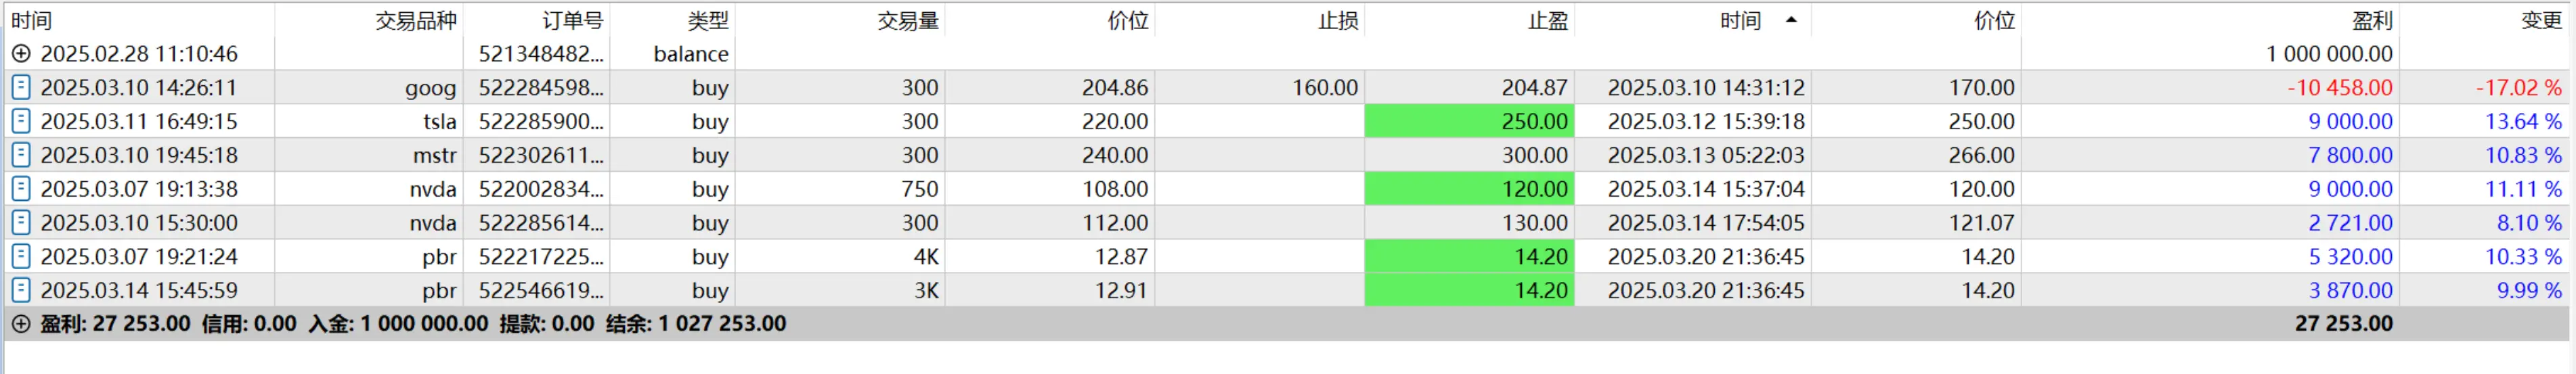 时间 交易品种 订单号 类型 交易量 价位 止损 止盈 时间 价位 盈利 变更
2025.02.28 11:10:46 521348482... balance 1 000 000.00
2025.03.10 14:26:11 goog 522284598... buy 300 204.86 160.00 204.87 2025.03.10 14:31:12 170.00 -10 458.00 -17.02 %
2025.03.11 16:49:15 tsla 522285900... buy 300 220.00 250.00 2025.03.12 15:39:18 250.00 9 000.00 13.64 %
2025.03.10 19:45:18 mstr 522302611... buy 300 240.00 300.00 2025.03.13 05:22:03 266.00 7 800.00 10.83 %
2025.03.07 19:13:38 nvda 522002834... buy 750 108.00 120.00 2025.03.14 15:37:04 120.00 9 000.00 11.11 %
2025.03.10 15:30:00 nvda 522285614... buy 300 112.00 130.00 2025.03.14 17:54:05 121.07 2 721.00 8.10 %
2025.03.07 19:21:24 pbr 522217225... buy 4K 12.87 14.20 2025.03.20 21:36:45 14.20 5 320.00 10.33 %
2025.03.14 15:45:59 pbr 522546619... buy 3K 12.91 14.20 2025.03.20 21:36:45 14.20 3 870.00 9.99 %
盈利: 27 253.00 信用: 0.00 入金: 1 000 000.00 提款: 0.00 结余: 1 027 253.00 27 253.00